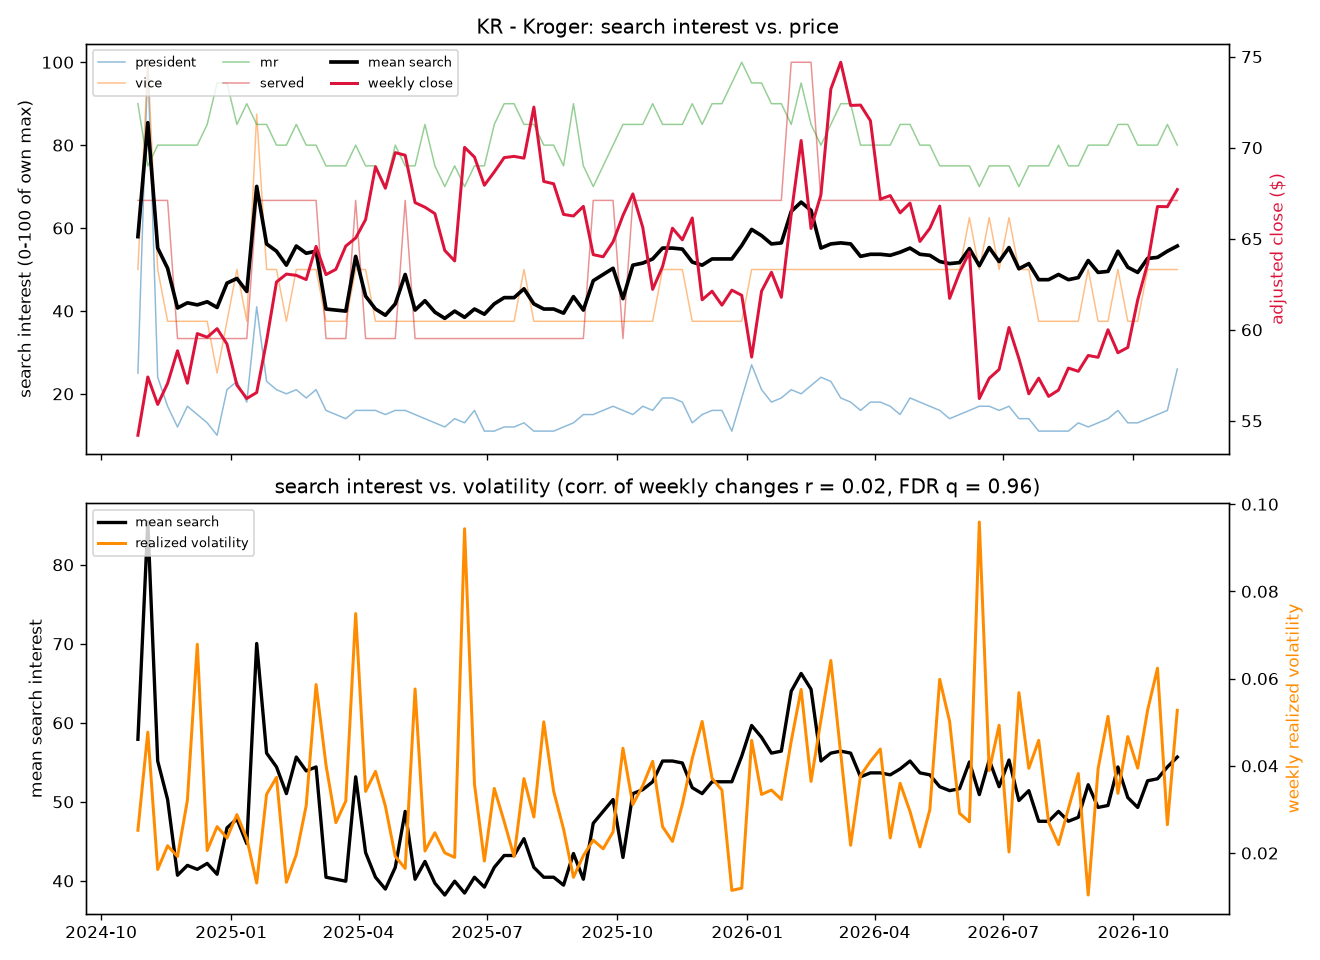 KR - Kroger: search interest vs. price
president
vice
mr
served
mean search
weekly close
search interest (0-100 of own max)
100
80
60
40
20
adjusted close ($)
75
70
65
60
55
search interest vs. volatility (corr. of weekly changes r = 0.02, FDR q = 0.96)
mean search
realized volatility
mean search interest
80
70
60
50
40
weekly realized volatility
0.10
0.08
0.06
0.04
0.02
2024-10
2025-01
2025-04
2025-07
2025-10
2026-01
2026-04
2026-07
2026-10